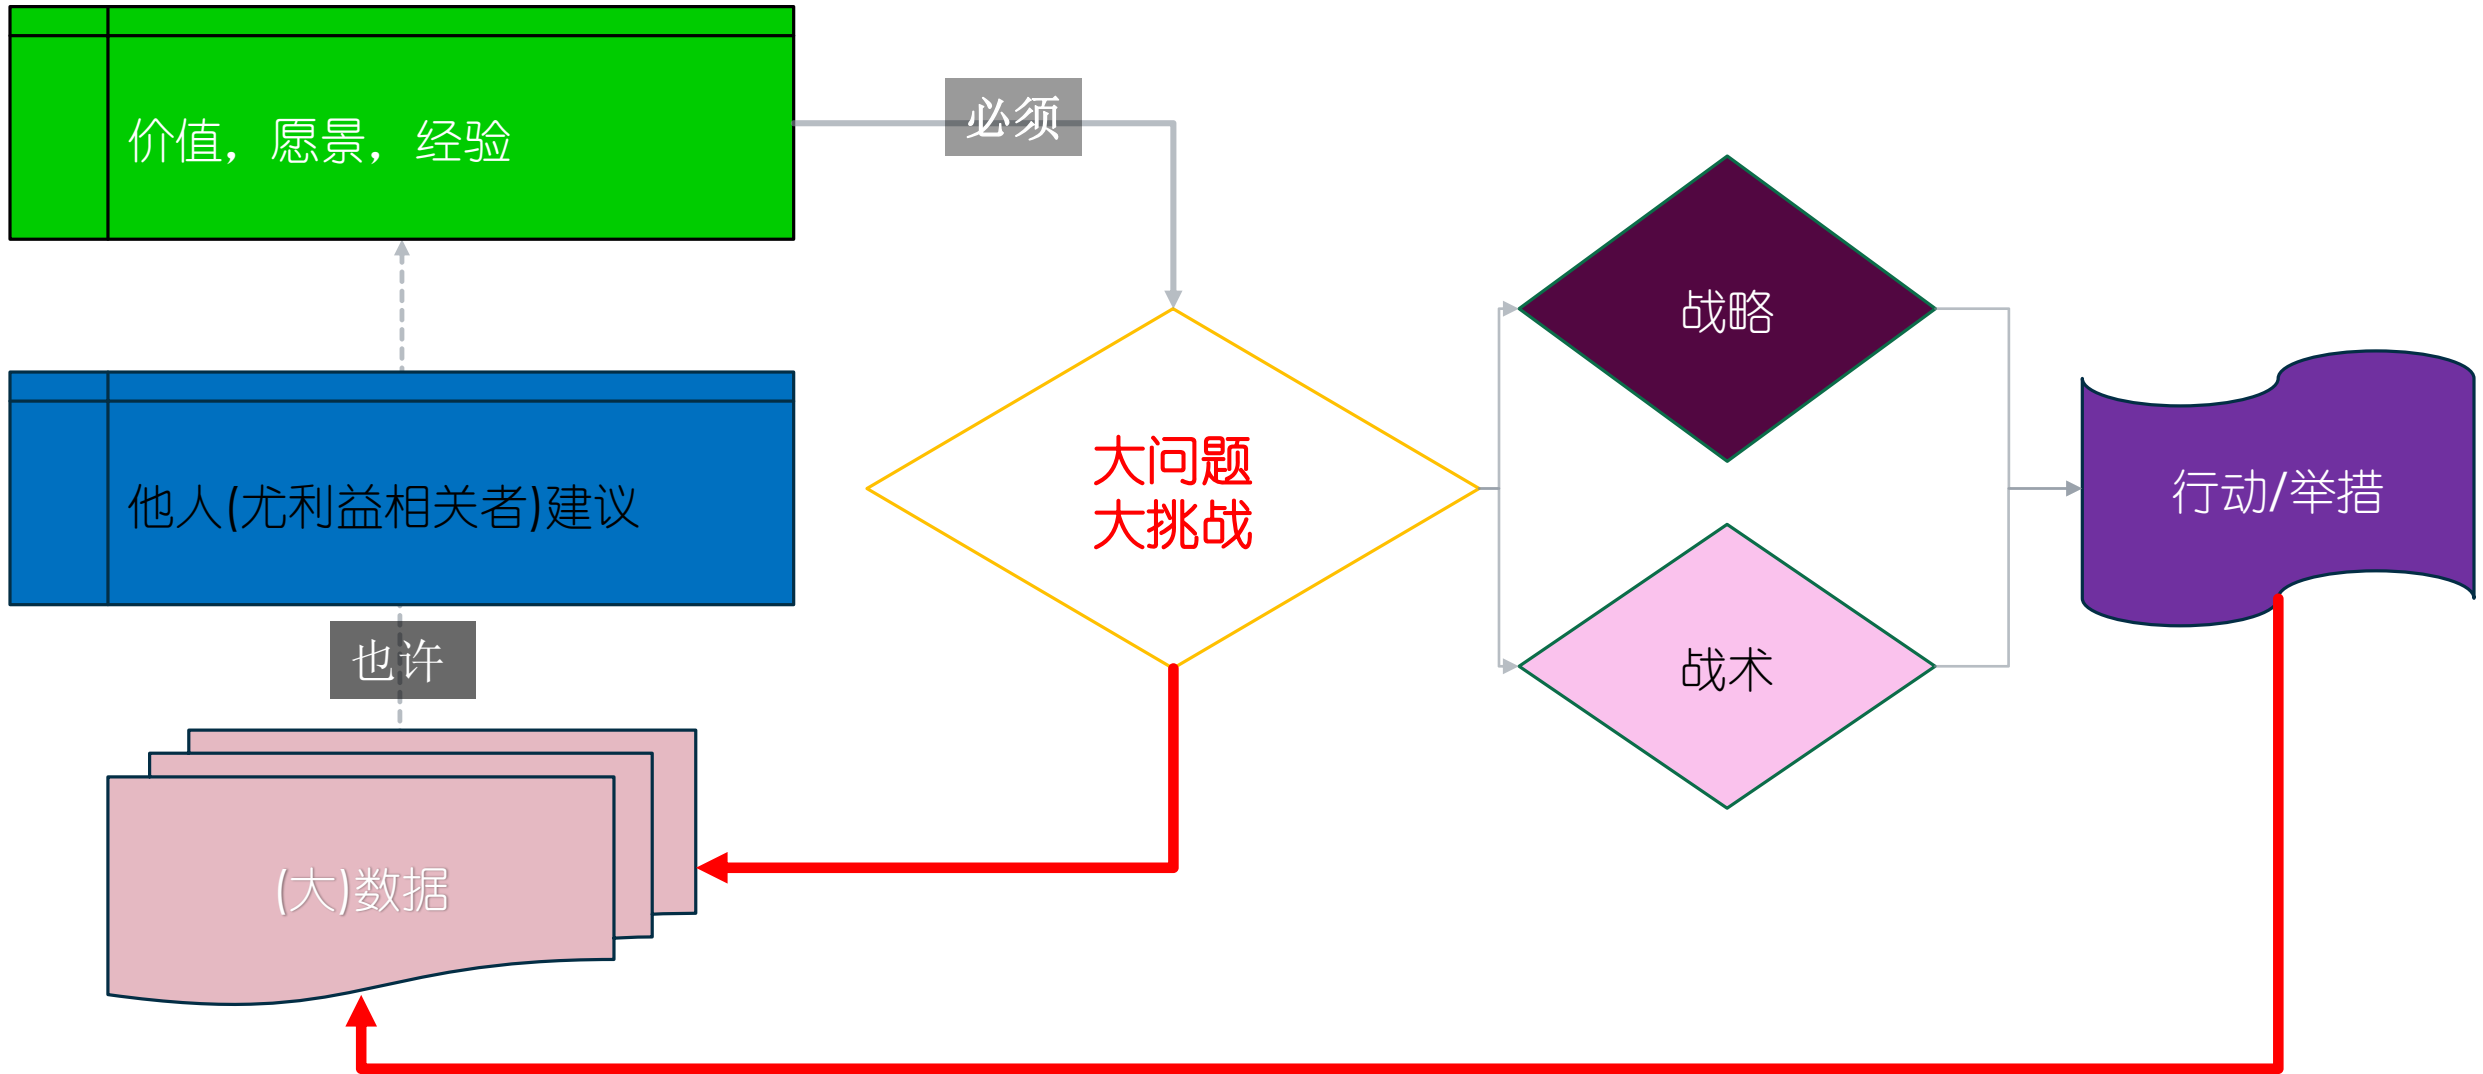 价值，愿景，经验
必须
战略
他人(尤利益相关者)建议
大问题
大挑战
行动/举措
也许
战术
(大)数据